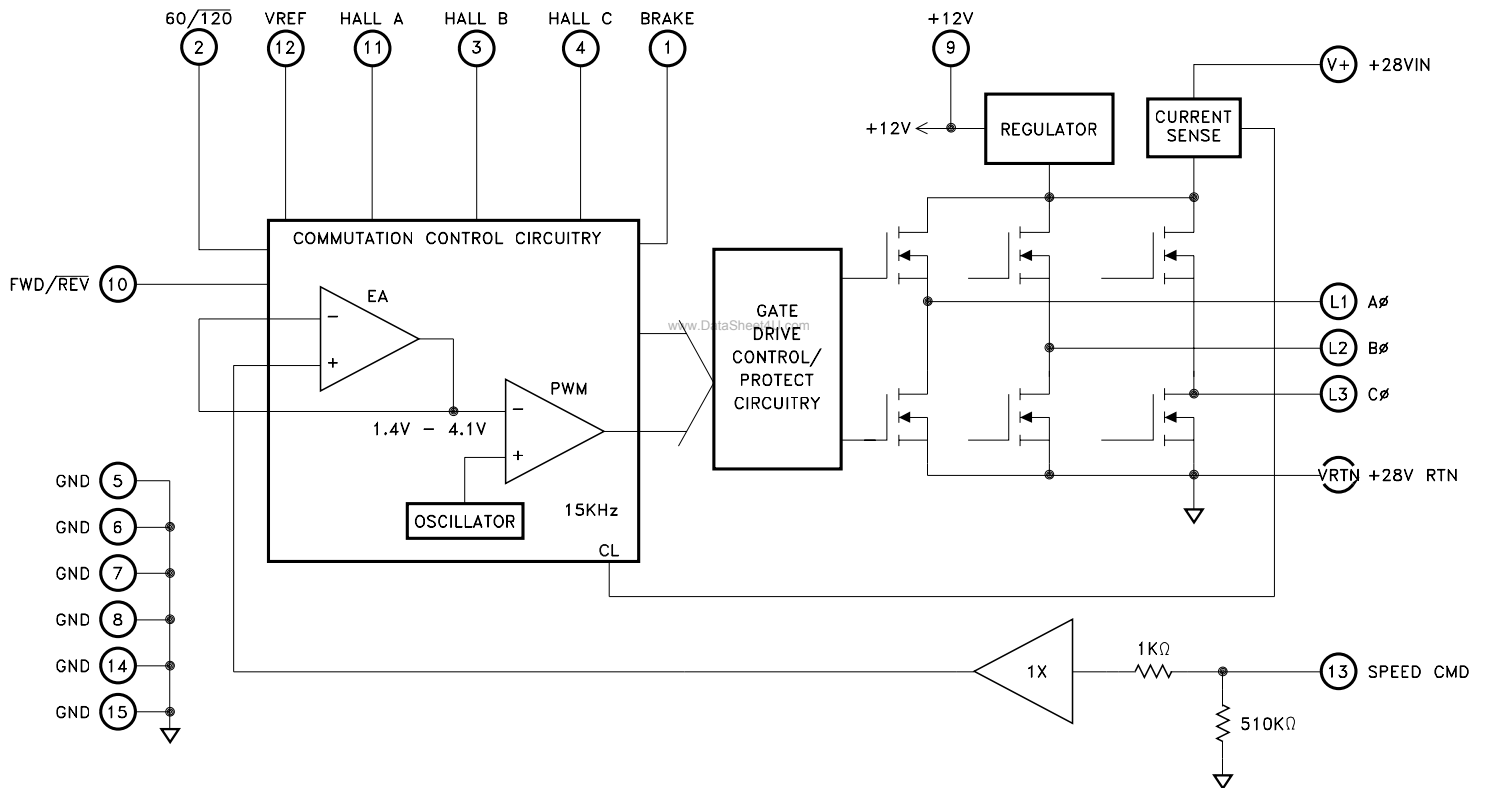 60/120 VREF HALL A HALL B HALL C BRAKE +12V
2 12 11 3 4 1 9
V+ +28VIN
+12V REGULATOR
CURRENT
SENSE
COMMUTATION CONTROL CIRCUITRY
FWD/REV 10
EA
−
+
PWM
−
+
1.4V − 4.1V
OSCILLATOR
15KHz
CL
www.DataSheet4U.com
GATE
DRIVE
CONTROL/
PROTECT
CIRCUITRY
L1 AØ
L2 BØ
L3 CØ
VRTN +28V RTN
GND 5
GND 6
GND 7
GND 8
GND 14
GND 15
1X
1KΩ
13 SPEED CMD
510KΩ